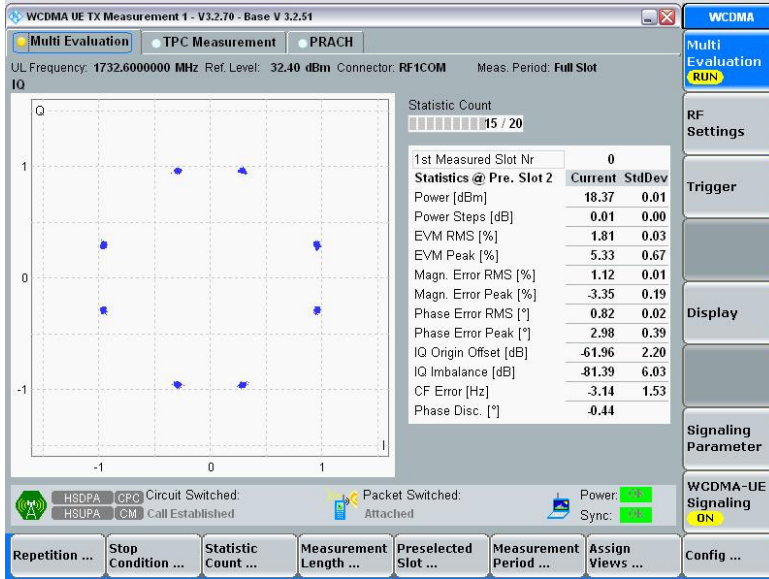 WCDMA UE TX Measurement 1 - V3.2.70 - Base V 3.2.51
WCDMA
Multi Evaluation
TPC Measurement
PRACH
UL Frequency: 1732.6000000 MHz Ref. Level: 32.40 dBm Connector: RF1COM Meas. Period: Full Slot
IQ
Q
1
0
-1
I
-1 0 1
Statistic Count
15 / 20
1st Measured Slot Nr 0
Statistics @ Pre. Slot 2 Current StdDev
Power [dBm] 18.37 0.01
Power Steps [dB] 0.01 0.00
EVM RMS [%] 1.81 0.03
EVM Peak [%] 5.33 0.67
Magn. Error RMS [%] 1.12 0.01
Magn. Error Peak [%] -3.35 0.19
Phase Error RMS [°] 0.82 0.02
Phase Error Peak [°] 2.98 0.39
IQ Origin Offset [dB] -61.96 2.20
IQ Imbalance [dB] -81.39 6.03
CF Error [Hz] -3.14 1.53
Phase Disc. [°] -0.44
Multi
Evaluation
RUN
RF
Settings
Trigger
Display
Signaling
Parameter
WCDMA-UE
Signaling
ON
HSDPA CPC Circuit Switched: Packet Switched: Power:
HSUPA CM Call Established Attached Sync:
Repetition ...
Stop
Condition ...
Statistic
Count ...
Measurement
Length ...
Preselected
Slot ...
Measurement
Period ...
Assign
Views ...
Config ...